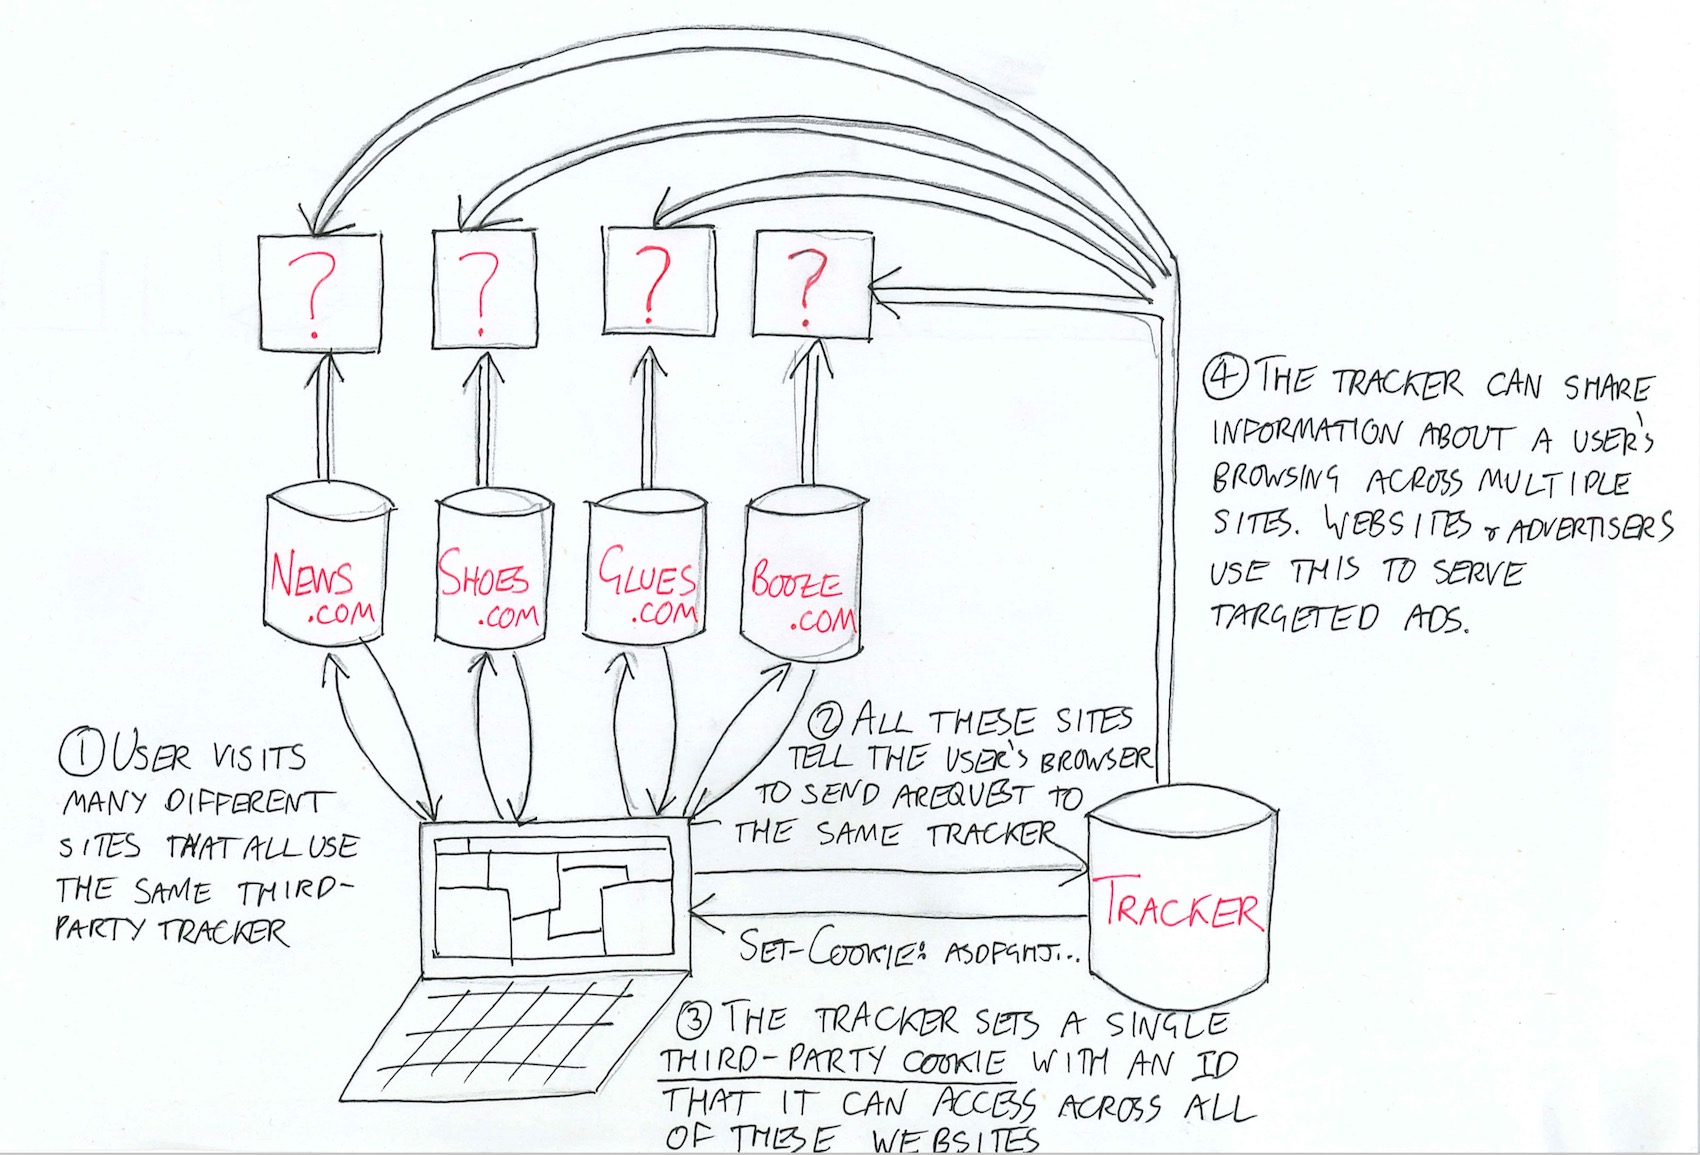 ?
?
?
?
NEWS
.COM
SHOES
.COM
GLUES
.COM
BOOZE
.COM
① USER VISITS
MANY DIFFERENT
SITES THAT ALL USE
THE SAME THIRD-
PARTY TRACKER
② ALL THESE SITES
TELL THE USER'S BROWSER
TO SEND A REQUEST TO
THE SAME TRACKER
TRACKER
SET-COOKIE: ASDFGHJ...
③ THE TRACKER SETS A SINGLE
THIRD-PARTY COOKIE WITH AN ID
THAT IT CAN ACCESS ACROSS ALL
OF THESE WEBSITES
④ THE TRACKER CAN SHARE
INFORMATION ABOUT A USER'S
BROWSING ACROSS MULTIPLE
SITES. WEBSITES & ADVERTISERS
USE THIS TO SERVE
TARGETED ADS.